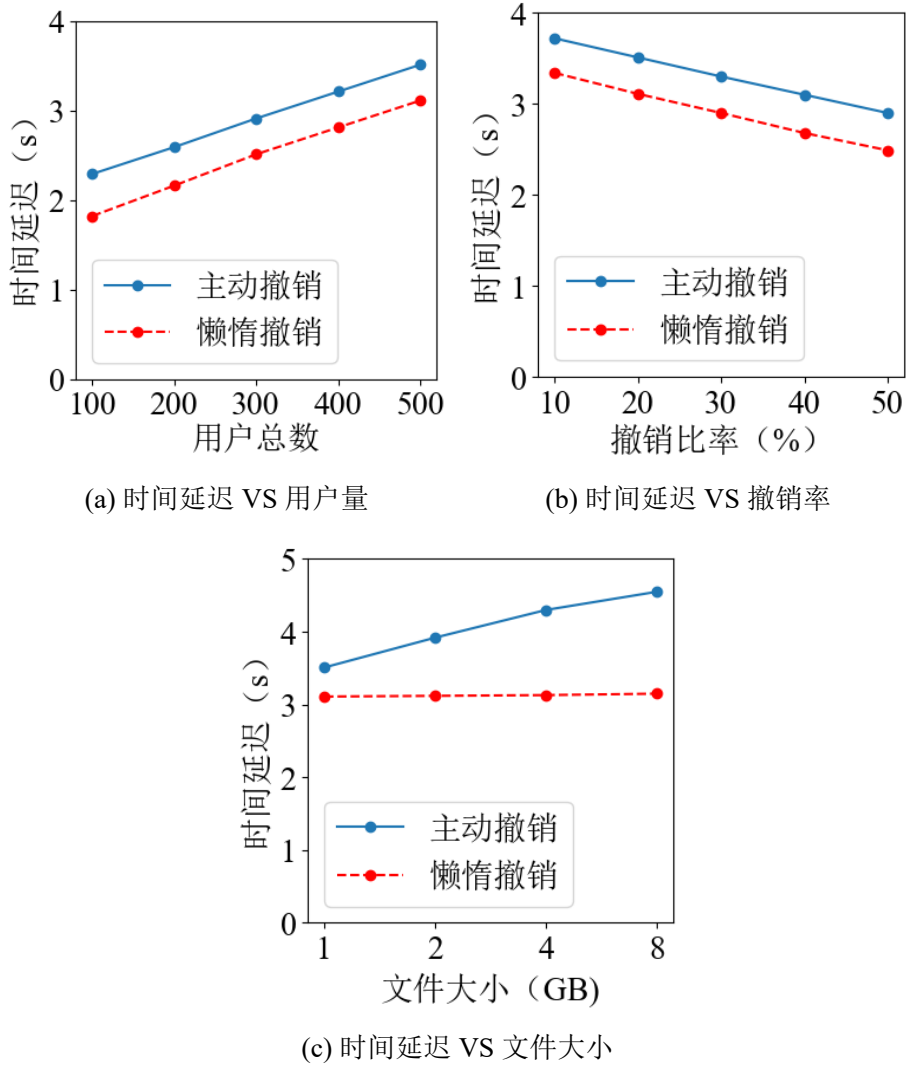 4
3
2
1
0
时间延迟（s）
主动撤销
懒惰撤销
100 200 300 400 500
用户总数
(a) 时间延迟 VS 用户量
4
3
2
1
0
时间延迟（s）
主动撤销
懒惰撤销
10 20 30 40 50
撤销比率（%）
(b) 时间延迟 VS 撤销率
5
4
3
2
1
0
时间延迟（s）
主动撤销
懒惰撤销
1 2 4 8
文件大小（GB)
(c) 时间延迟 VS 文件大小